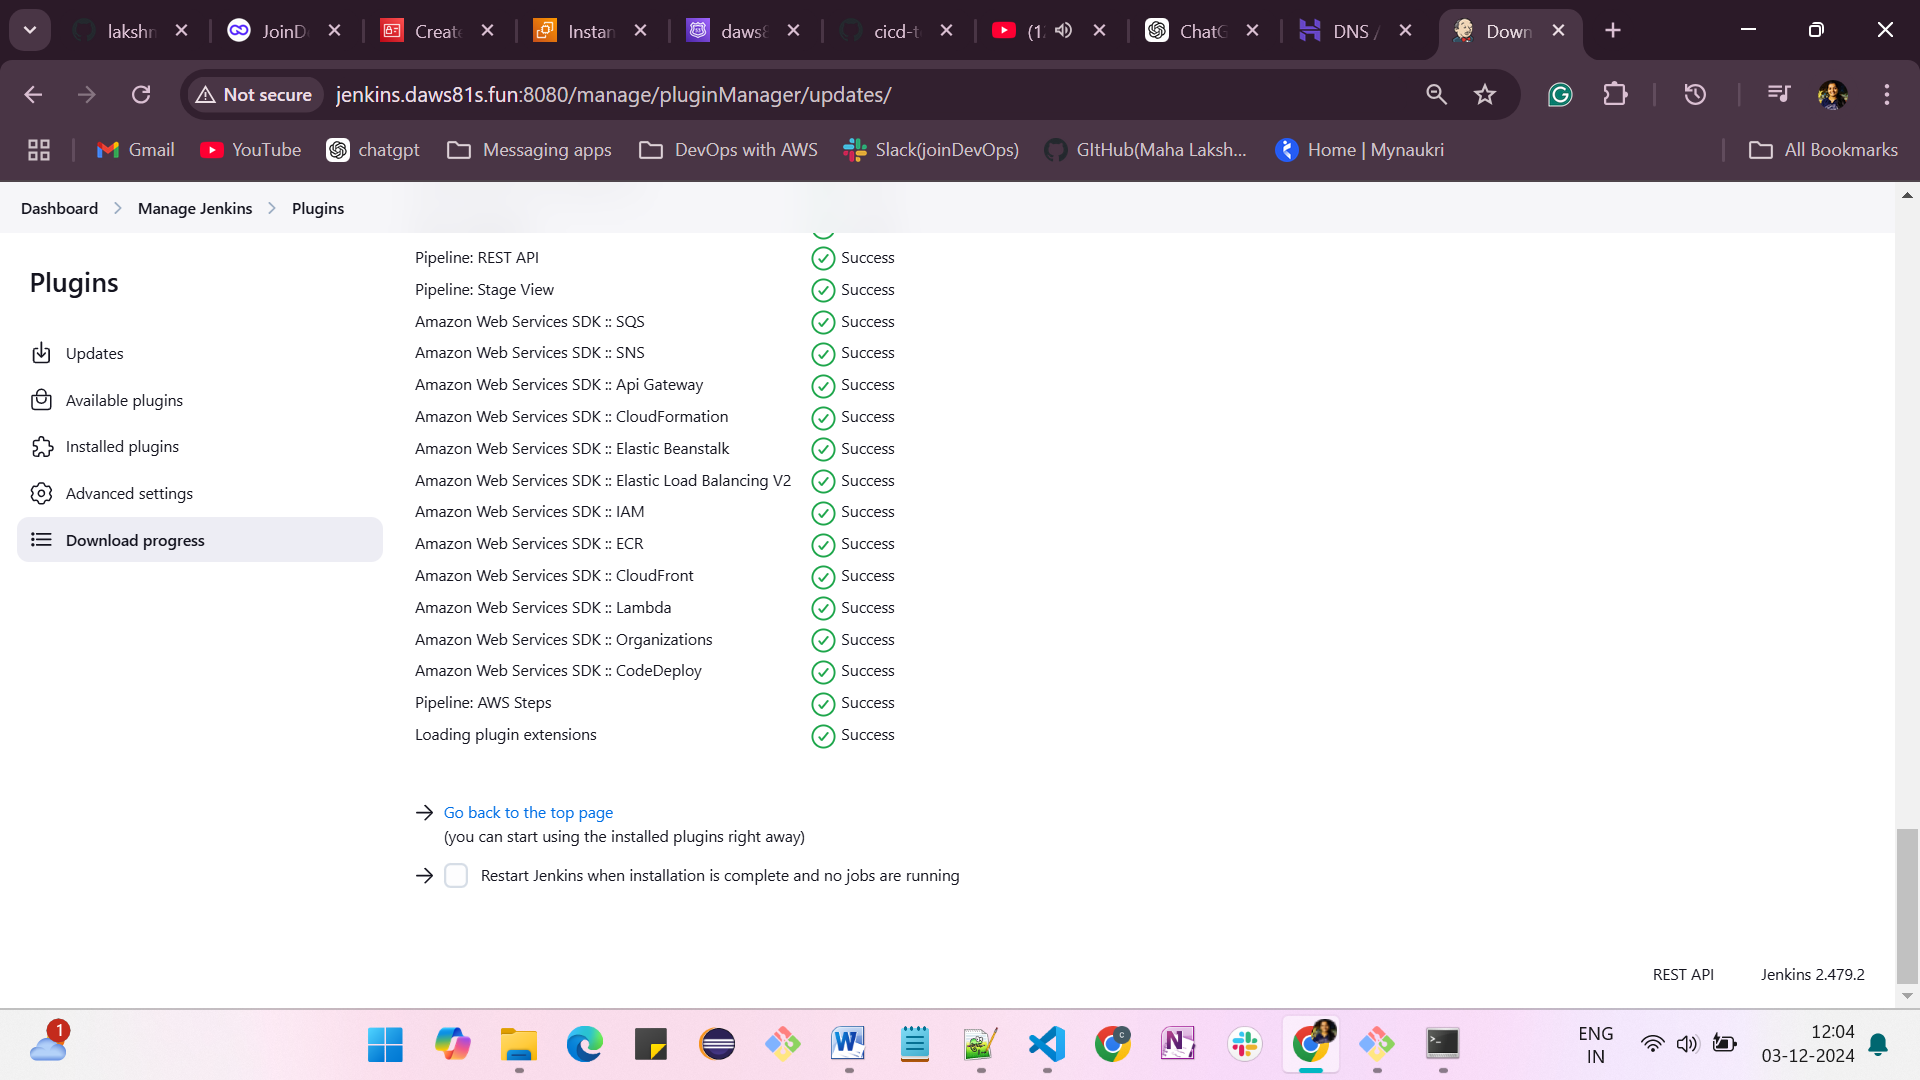 lakshn
JoinD
Create
Instan
daws8
cicd-t
(1
ChatG
DNS /
Down
Not secure
jenkins.daws81s.fun:8080/manage/pluginManager/updates/
Gmail
YouTube
chatgpt
Messaging apps
DevOps with AWS
Slack(joinDevOps)
GItHub(Maha Laksh...
Home | Mynaukri
All Bookmarks
Dashboard
Manage Jenkins
Plugins
Plugins
Updates
Available plugins
Installed plugins
Advanced settings
Download progress
Pipeline: REST API Success
Pipeline: Stage View Success
Amazon Web Services SDK :: SQS Success
Amazon Web Services SDK :: SNS Success
Amazon Web Services SDK :: Api Gateway Success
Amazon Web Services SDK :: CloudFormation Success
Amazon Web Services SDK :: Elastic Beanstalk Success
Amazon Web Services SDK :: Elastic Load Balancing V2 Success
Amazon Web Services SDK :: IAM Success
Amazon Web Services SDK :: ECR Success
Amazon Web Services SDK :: CloudFront Success
Amazon Web Services SDK :: Lambda Success
Amazon Web Services SDK :: Organizations Success
Amazon Web Services SDK :: CodeDeploy Success
Pipeline: AWS Steps Success
Loading plugin extensions Success
Go back to the top page
(you can start using the installed plugins right away)
Restart Jenkins when installation is complete and no jobs are running
REST API
Jenkins 2.479.2
1
ENG
IN
12:04
03-12-2024